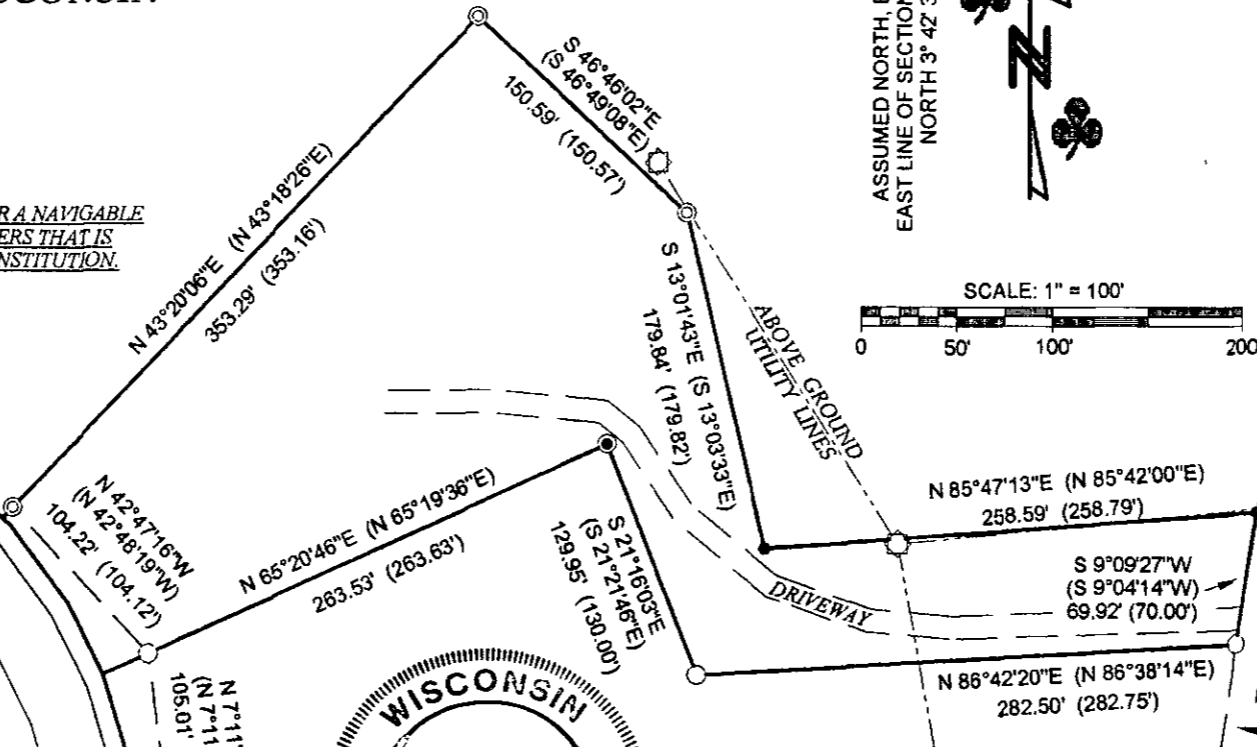 S 46°46'02"E
(S 46°49'08"E)
150.59' (150.57')
ASSUMED NORTH,
EAST LINE OF SECTION
NORTH 3° 42'
N
R A NAVIGABLE
ERS THAT IS
NSTITUTION.
N 43°20'06"E (N 43°18'26"E)
353.29' (353.16')
SCALE: 1" = 100'
0 50' 100' 200
S 13°01'43"E (S 13°03'33"E)
179.84' (179.82')
ABOVE GROUND
UTILITY LINES
N 42°47'16"W
(N 42°48'19"W)
104.22' (104.12')
N 65°20'46"E (N 65°19'36"E)
263.53' (263.63')
S 21°16'03"E
(S 21°21'46"E)
129.95' (130.00')
N 85°47'13"E (N 85°42'00"E)
258.59' (258.79')
S 9°09'27"W
(S 9°04'14"W)
69.92' (70.00')
DRIVEWAY
N 86°42'20"E (N 86°38'14"E)
282.50' (282.75')
N 7°11'
(N 7°11
105.01'
WISCONSIN